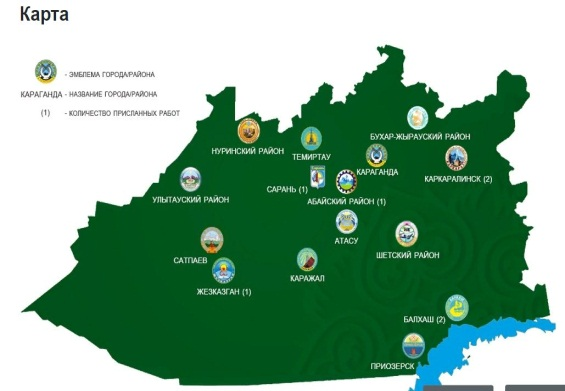 Карта
- ЭМБЛЕМА ГОРОДА/РАЙОНА
КАРАГАНДА - НАЗВАНИЕ ГОРОДА/РАЙОНА
(1) - КОЛИЧЕСТВО ПРИСЛАННЫХ РАБОТ
БУХАР-ЖЫРАУСКИЙ РАЙОН
НУРИНСКИЙ РАЙОН
ТЕМИРТАУ
КАРАГАНДА
КАРКАРАЛИНСК (2)
САРАНЬ (1)
АБАЙСКИЙ РАЙОН (1)
УЛЫТАУСКИЙ РАЙОН
АТАСУ
ШЕТСКИЙ РАЙОН
САТПАЕВ
КАРАЖАЛ
ЖЕЗКАЗГАН (1)
БАЛХАШ (2)
ПРИОЗЕРСК